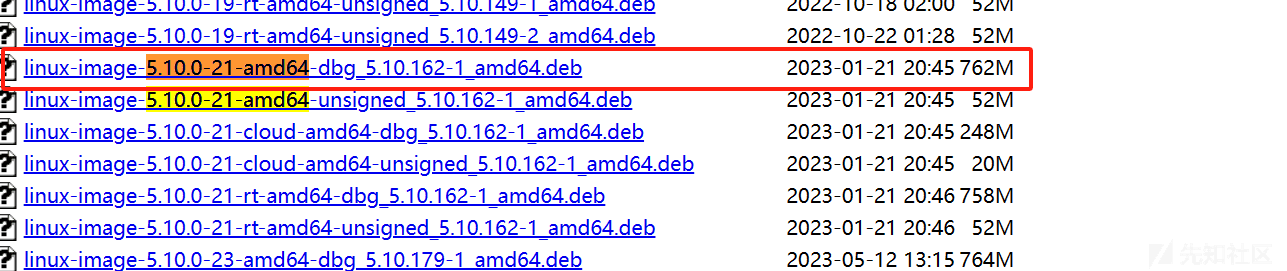 linux-image-5.10.0-19-rt-amd64-unsigned_5.10.149-1_amd64.deb 2022-10-18 02:00 52M
linux-image-5.10.0-19-rt-amd64-unsigned_5.10.149-2_amd64.deb 2022-10-22 01:28 52M
linux-image-5.10.0-21-amd64-dbg_5.10.162-1_amd64.deb 2023-01-21 20:45 762M
linux-image-5.10.0-21-amd64-unsigned_5.10.162-1_amd64.deb 2023-01-21 20:45 52M
linux-image-5.10.0-21-cloud-amd64-dbg_5.10.162-1_amd64.deb 2023-01-21 20:45 248M
linux-image-5.10.0-21-cloud-amd64-unsigned_5.10.162-1_amd64.deb 2023-01-21 20:45 20M
linux-image-5.10.0-21-rt-amd64-dbg_5.10.162-1_amd64.deb 2023-01-21 20:46 758M
linux-image-5.10.0-21-rt-amd64-unsigned_5.10.162-1_amd64.deb 2023-01-21 20:46 52M
linux-image-5.10.0-23-amd64-dbg_5.10.179-1_amd64.deb 2023-05-12 13:15 764M
先知社区